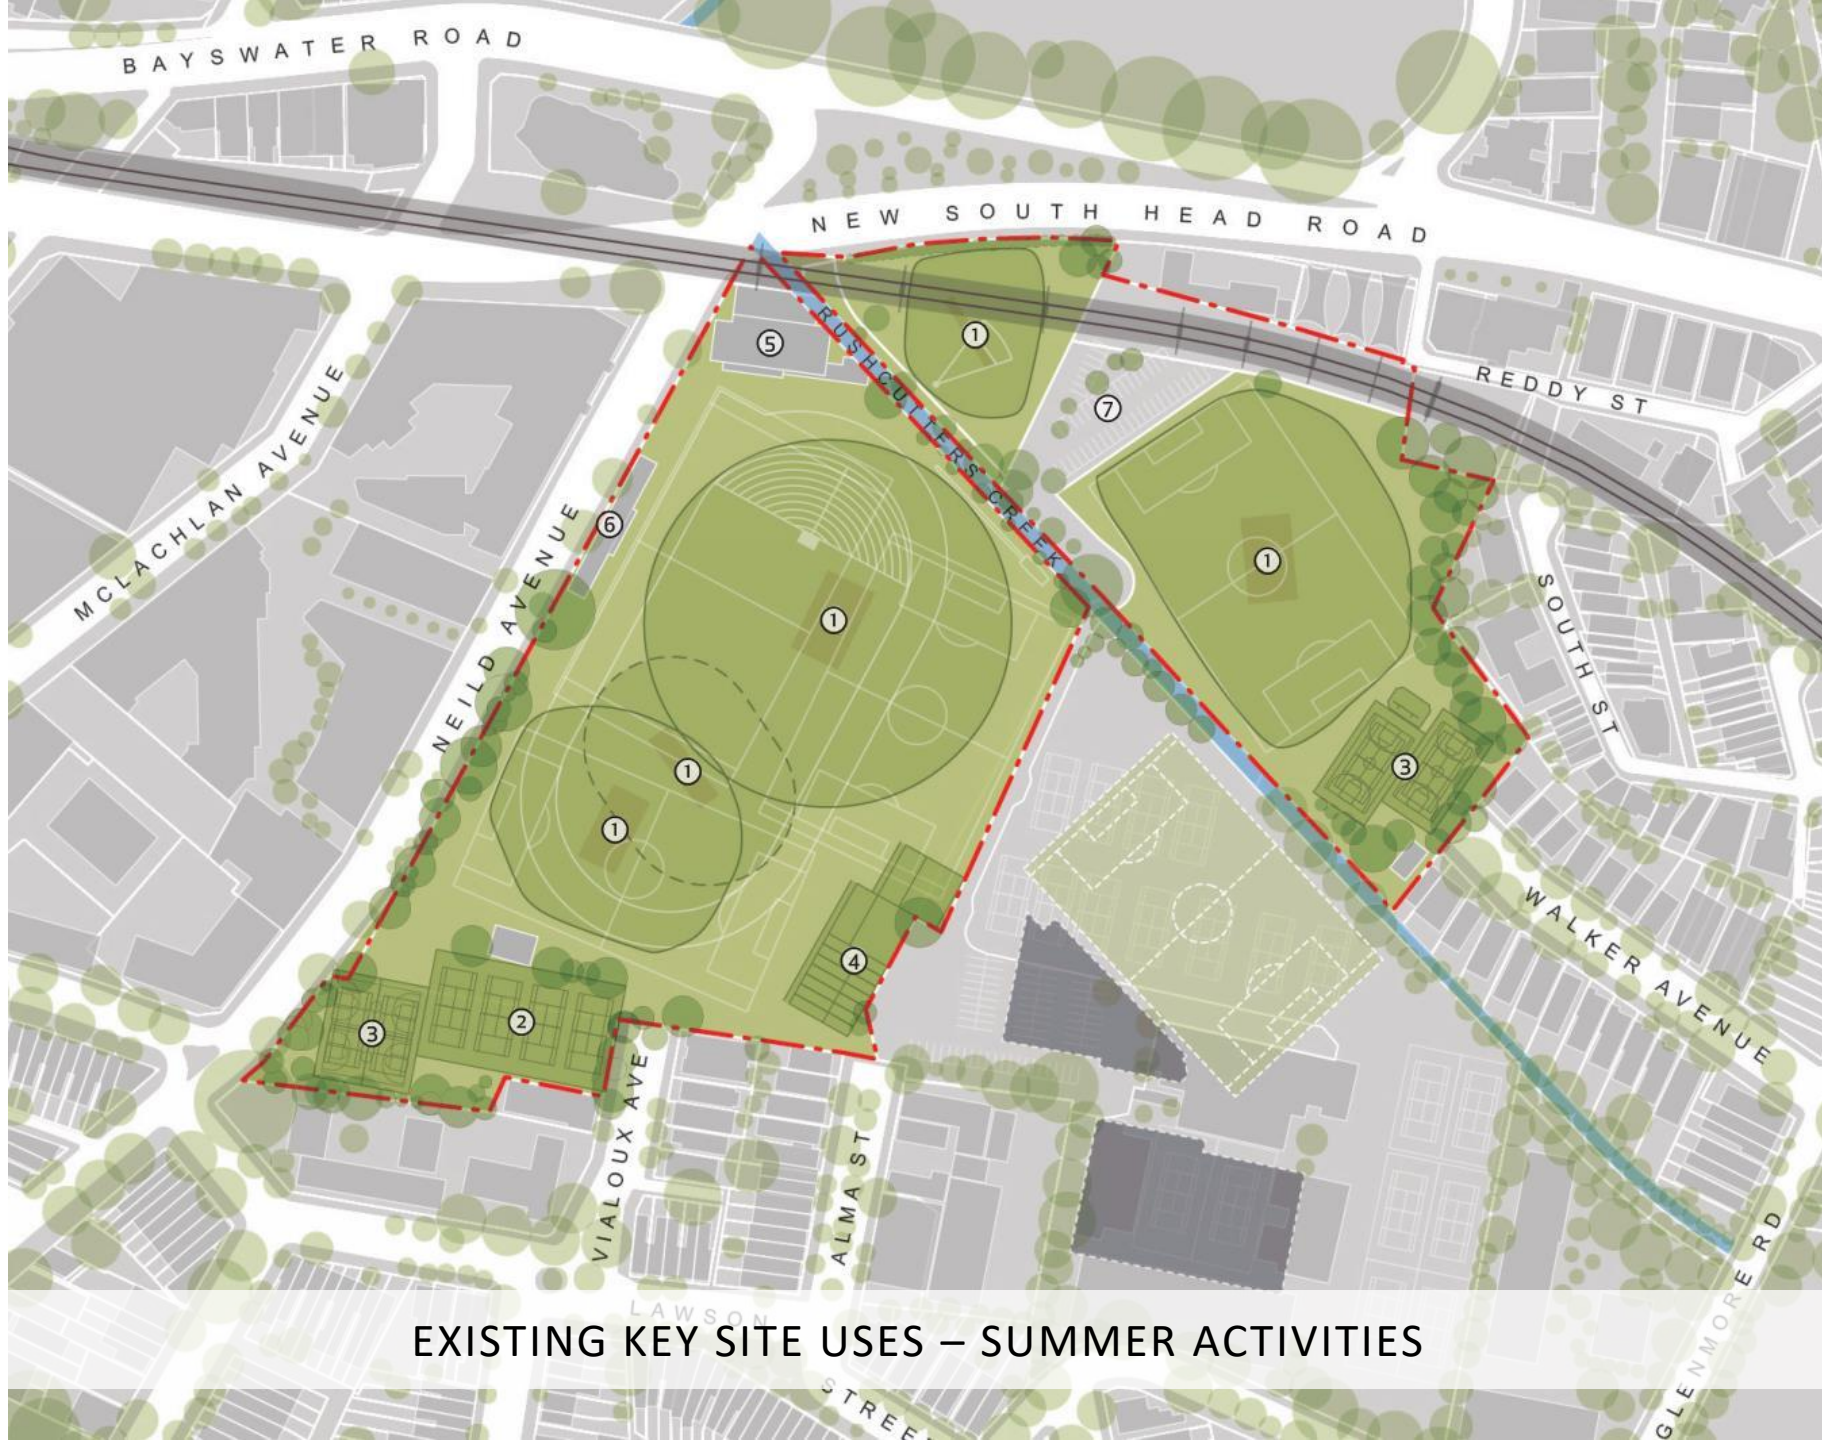 BAYSWATER ROAD
NEW SOUTH HEAD ROAD
RUSHCUTTERS CREEK
1
5
REDDY ST
MCLACHLAN AVENUE
7
NEILD AVENUE
6
1
1
SOUTH ST
1
1
3
WALKER AVENUE
4
2
3
VIALOUX AVE
ALMA ST
GLENMORE RD
LAWSON
EXISTING KEY SITE USES – SUMMER ACTIVITIES